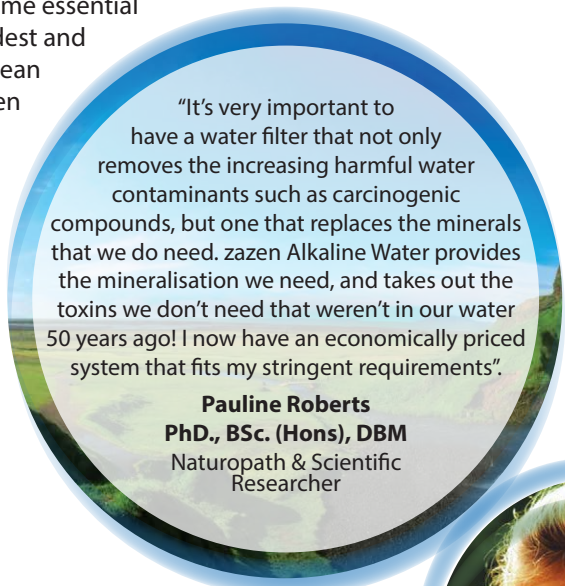 me essential
dest and
ean
en
“It’s very important to
have a water filter that not only
removes the increasing harmful water
contaminants such as carcinogenic
compounds, but one that replaces the minerals
that we do need. zazen Alkaline Water provides
the mineralisation we need, and takes out the
toxins we don’t need that weren’t in our water
50 years ago! I now have an economically priced
system that fits my stringent requirements”.
Pauline Roberts
PhD., BSc. (Hons), DBM
Naturopath & Scientific
Researcher